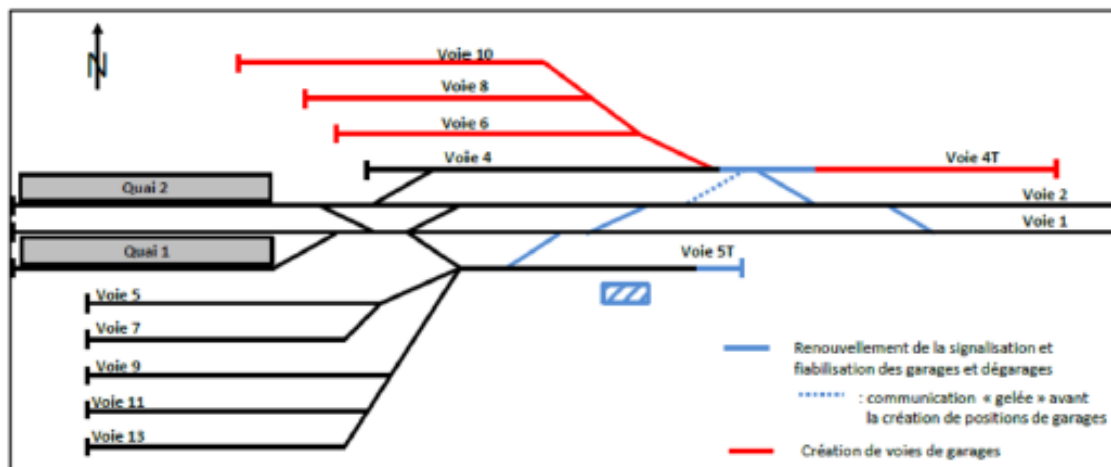 N
Voie 10
Voie 8
Voie 6
Voie 4
Voie 4T
Quai 2
Voie 2
Voie 1
Quai 1
Voie 5T
Voie 5
Voie 7
Voie 9
Voie 11
Voie 13
Renouvellement de la signalisation et
fiabilisation des garages et dégarages
: communication « gelée » avant
la création de positions de garages
Création de voies de garages